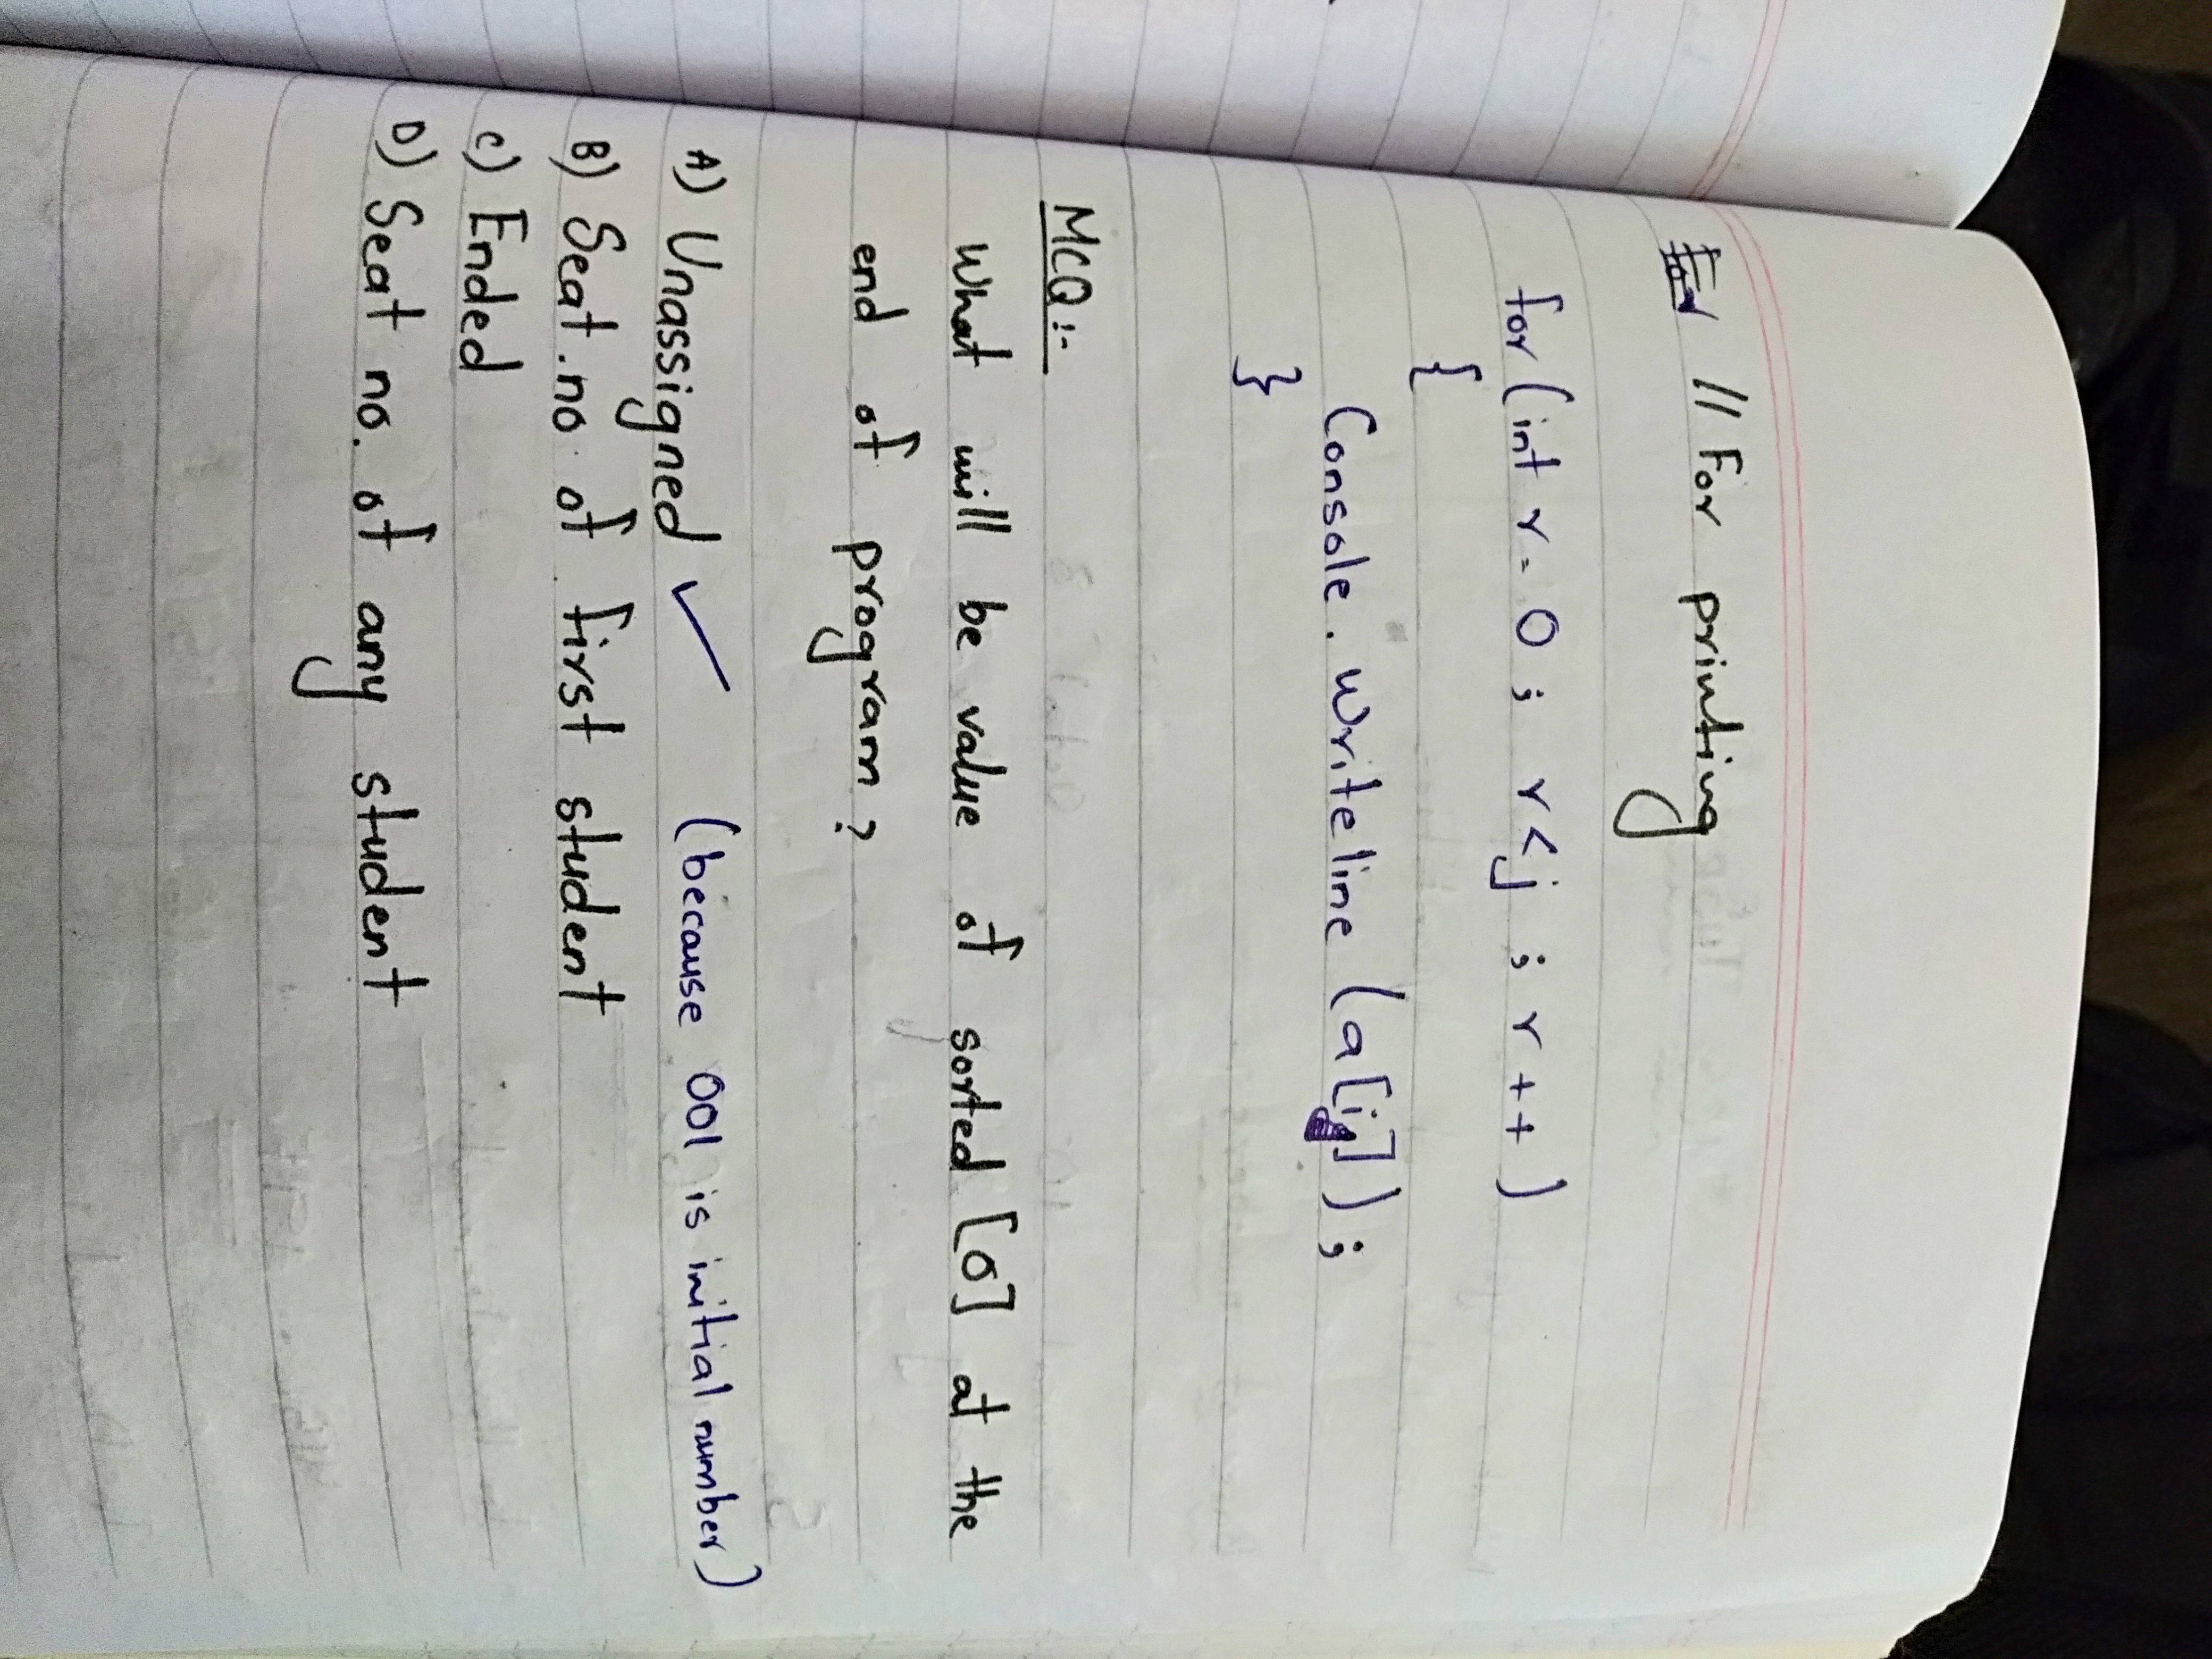 // For printing
for (int r = 0 ; r < j ; r ++ )
{
Console . Writeline (a[i]) ;
}
MCQ:-
What will be value of sorted [0] at the
end of program ?
A) Unassigned ✓ (because 001 is initial number)
B) Seat . no . of first student
C) Ended
D) Seat no. of any student